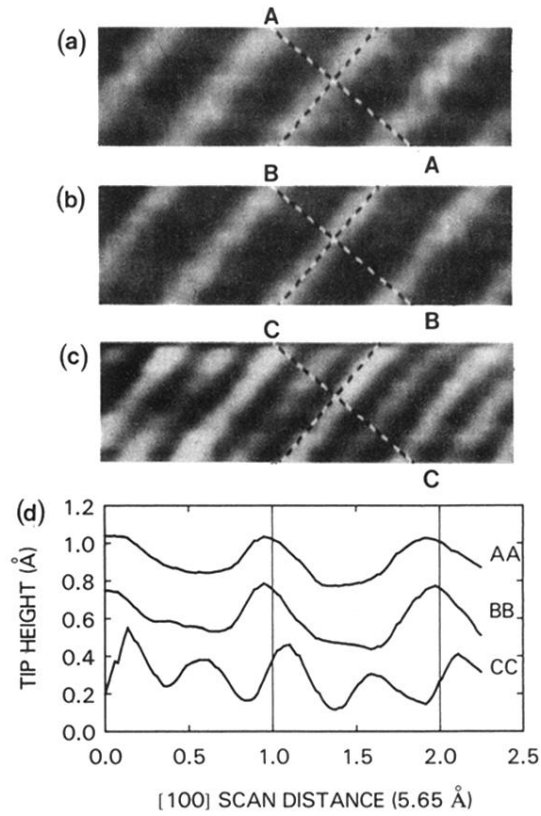 A
(a)
A
B
(b)
B
C
(c)
C
(d)
1.2
1.0
0.8
0.6
0.4
0.2
0.0
TIP HEIGHT (Å)
AA
BB
CC
0.0 0.5 1.0 1.5 2.0 2.5
[100] SCAN DISTANCE (5.65 Å)